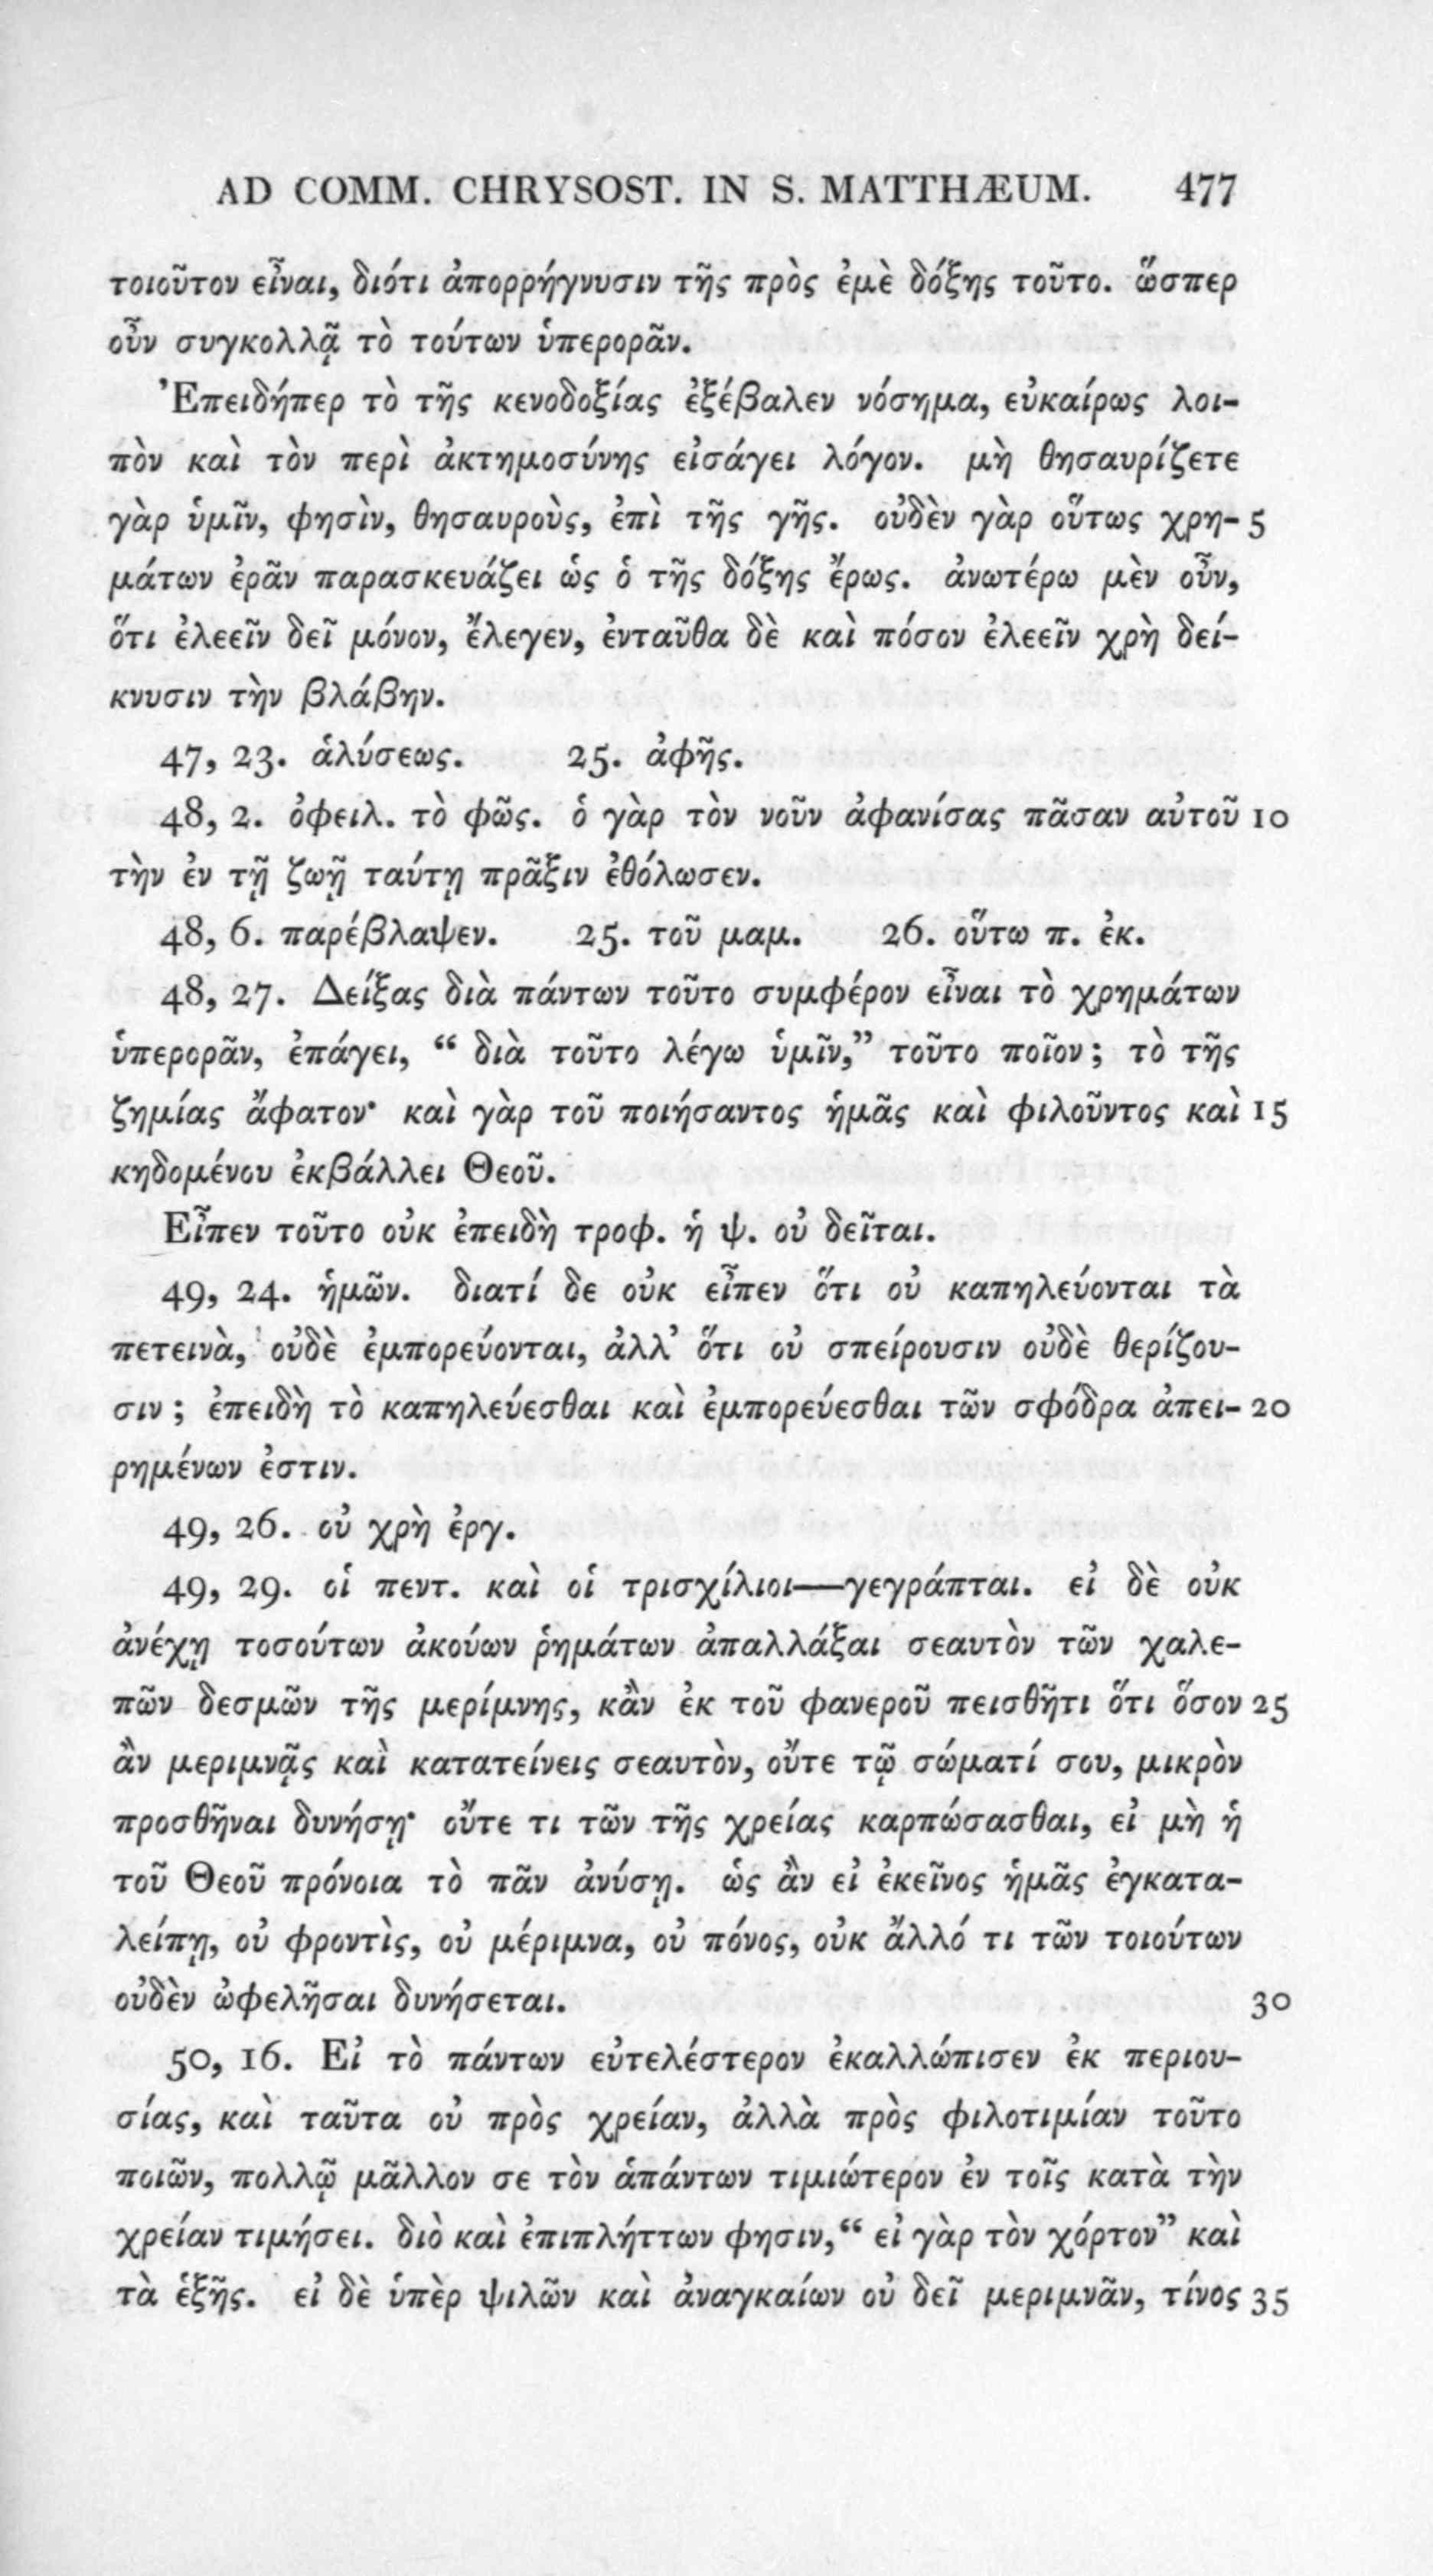 AD COMM. CHRYSOST. IN S. MATTHÆUM. 477
τοιοῦτον εἶναι, διότι ἀπορρήγνυσιν τῆς πρὸς ἐμὲ δόξης τοῦτο. ὥσπερ
οὖν συγκολλᾷ τὸ τούτων ὑπερορᾶν.
Ἐπειδήπερ τὸ τῆς κενοδοξίας ἐξέβαλεν νόσημα, εὐκαίρως λοι-
πὸν καὶ τὸν περὶ ἀκτημοσύνης εἰσάγει λόγον. μὴ θησαυρίζετε
γὰρ ὑμῖν, φησὶν, θησαυροὺς, ἐπὶ τῆς γῆς. οὐδὲν γὰρ οὕτως χρη- 5
μάτων ἐρᾶν παρασκευάζει ὡς ὁ τῆς δόξης ἔρως. ἀνωτέρω μὲν οὖν,
ὅτι ἐλεεῖν δεῖ μόνον, ἔλεγεν, ἐνταῦθα δὲ καὶ πόσον ἐλεεῖν χρὴ δεί-
κνυσιν τὴν βλάβην.
47, 23. ἁλύσεως. 25. ἀφῆς.
48, 2. ὀφειλ. τὸ φῶς. ὁ γὰρ τὸν νοῦν ἀφανίσας πᾶσαν αὐτοῦ 10
τὴν ἐν τῇ ζωῇ ταύτῃ πρᾶξιν ἐθόλωσεν.
48, 6. παρέβλαψεν. 25. τοῦ μαμ. 26. οὕτω π. ἐκ.
48, 27. Δείξας διὰ πάντων τοῦτο συμφέρον εἶναι τὸ χρημάτων
ὑπερορᾶν, ἐπάγει, “ διὰ τοῦτο λέγω ὑμῖν,” τοῦτο ποῖον; τὸ τῆς
ζημίας ἄφατον· καὶ γὰρ τοῦ ποιήσαντος ἡμᾶς καὶ φιλοῦντος καὶ 15
κηδομένου ἐκβάλλει Θεοῦ.
Εἶπεν τοῦτο οὐκ ἐπειδὴ τροφ. ἡ ψ. οὐ δεῖται.
49, 24. ἡμῶν. διατί δε οὐκ εἶπεν ὅτι οὐ καπηλεύονται τὰ
πετεινὰ, οὐδὲ ἐμπορεύονται, ἀλλ’ ὅτι οὐ σπείρουσιν οὐδὲ θερίζου-
σιν ; ἐπειδὴ τὸ καπηλεύεσθαι καὶ ἐμπορεύεσθαι τῶν σφόδρα ἀπει- 20
ρημένων ἐστιν.
49, 26. οὐ χρὴ ἐργ.
49, 29. οἱ πεντ. καὶ οἱ τρισχίλιοι—γεγράπται. εἰ δὲ οὐκ
ἀνέχῃ τοσούτων ἀκούων ῥημάτων ἀπαλλάξαι σεαυτὸν τῶν χαλε-
πῶν δεσμῶν τῆς μερίμνης, κἂν ἐκ τοῦ φανεροῦ πεισθῆτι ὅτι ὅσον 25
ἂν μεριμνᾷς καὶ κατατείνεις σεαυτὸν, οὔτε τῷ σώματί σου, μικρὸν
προσθῆναι δυνήσῃ· οὔτε τι τῶν τῆς χρείας καρπώσασθαι, εἰ μὴ ἡ
τοῦ Θεοῦ πρόνοια τὸ πᾶν ἀνύσῃ. ὡς ἂν εἰ ἐκεῖνος ἡμᾶς ἐγκατα-
λείπῃ, οὐ φροντὶς, οὐ μέριμνα, οὐ πόνος, οὐκ ἄλλό τι τῶν τοιούτων
οὐδὲν ὠφελῆσαι δυνήσεται. 30
50, 16. Εἰ τὸ πάντων εὐτελέστερον ἐκαλλώπισεν ἐκ περιου-
σίας, καὶ ταῦτα οὐ πρὸς χρείαν, ἀλλὰ πρὸς φιλοτιμίαν τοῦτο
ποιῶν, πολλῷ μᾶλλον σε τὸν ἁπάντων τιμιώτερον ἐν τοῖς κατὰ τὴν
χρείαν τιμήσει. διὸ καὶ ἐπιπλήττων φησιν, “ εἰ γὰρ τὸν χόρτον” καὶ
τὰ ἑξῆς. εἰ δὲ ὑπὲρ ψιλῶν καὶ ἀναγκαίων οὐ δεῖ μεριμνᾶν, τίνος 35